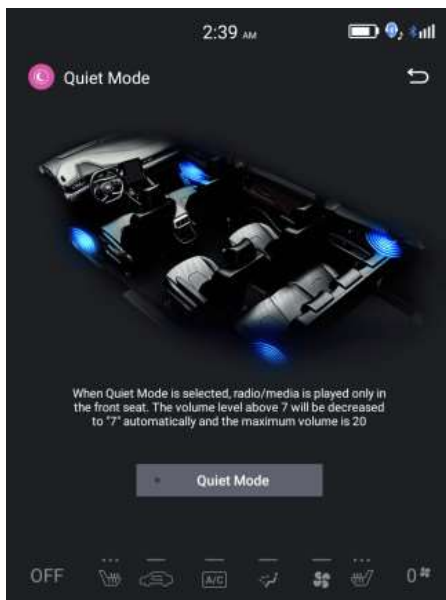 2:39 AM
Quiet Mode
When Quiet Mode is selected, radio/media is played only in
the front seat. The volume level above 7 will be decreased
to "7" automatically and the maximum volume is 20
Quiet Mode
OFF A/C 0